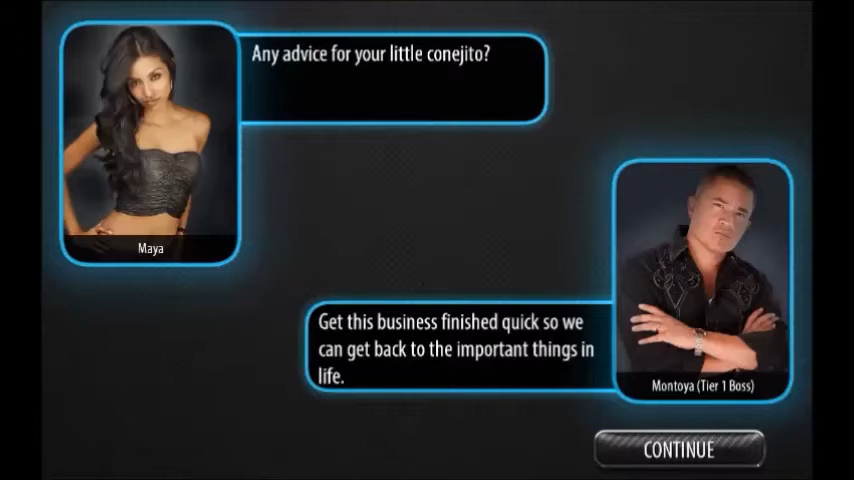 Any advice for your little conejito?
Maya
Get this business finished quick so we
can get back to the important things in
life.
Montoya (Tier 1 Boss)
CONTINUE